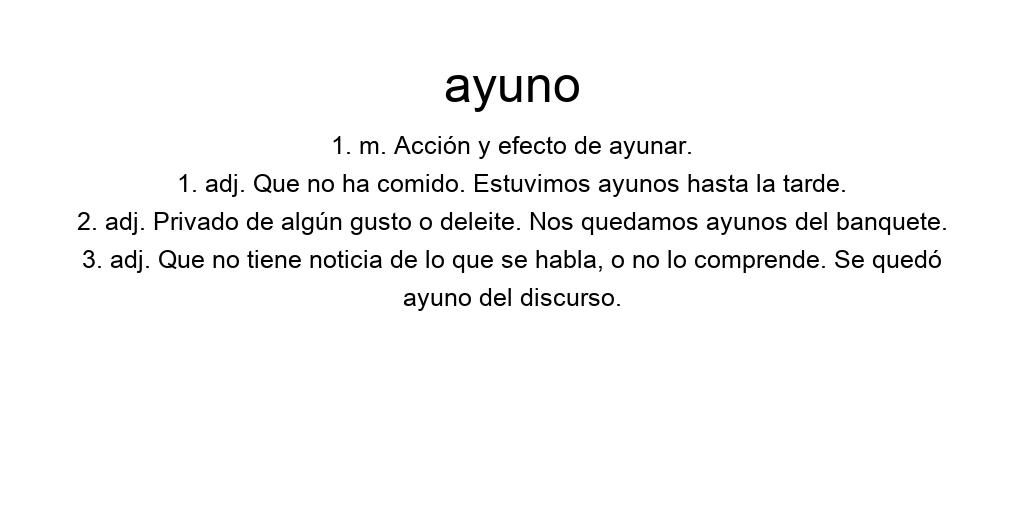 ayuno
1. m. Acción y efecto de ayunar.
1. adj. Que no ha comido. Estuvimos ayunos hasta la tarde.
2. adj. Privado de algún gusto o deleite. Nos quedamos ayunos del banquete.
3. adj. Que no tiene noticia de lo que se habla, o no lo comprende. Se quedó
ayuno del discurso.